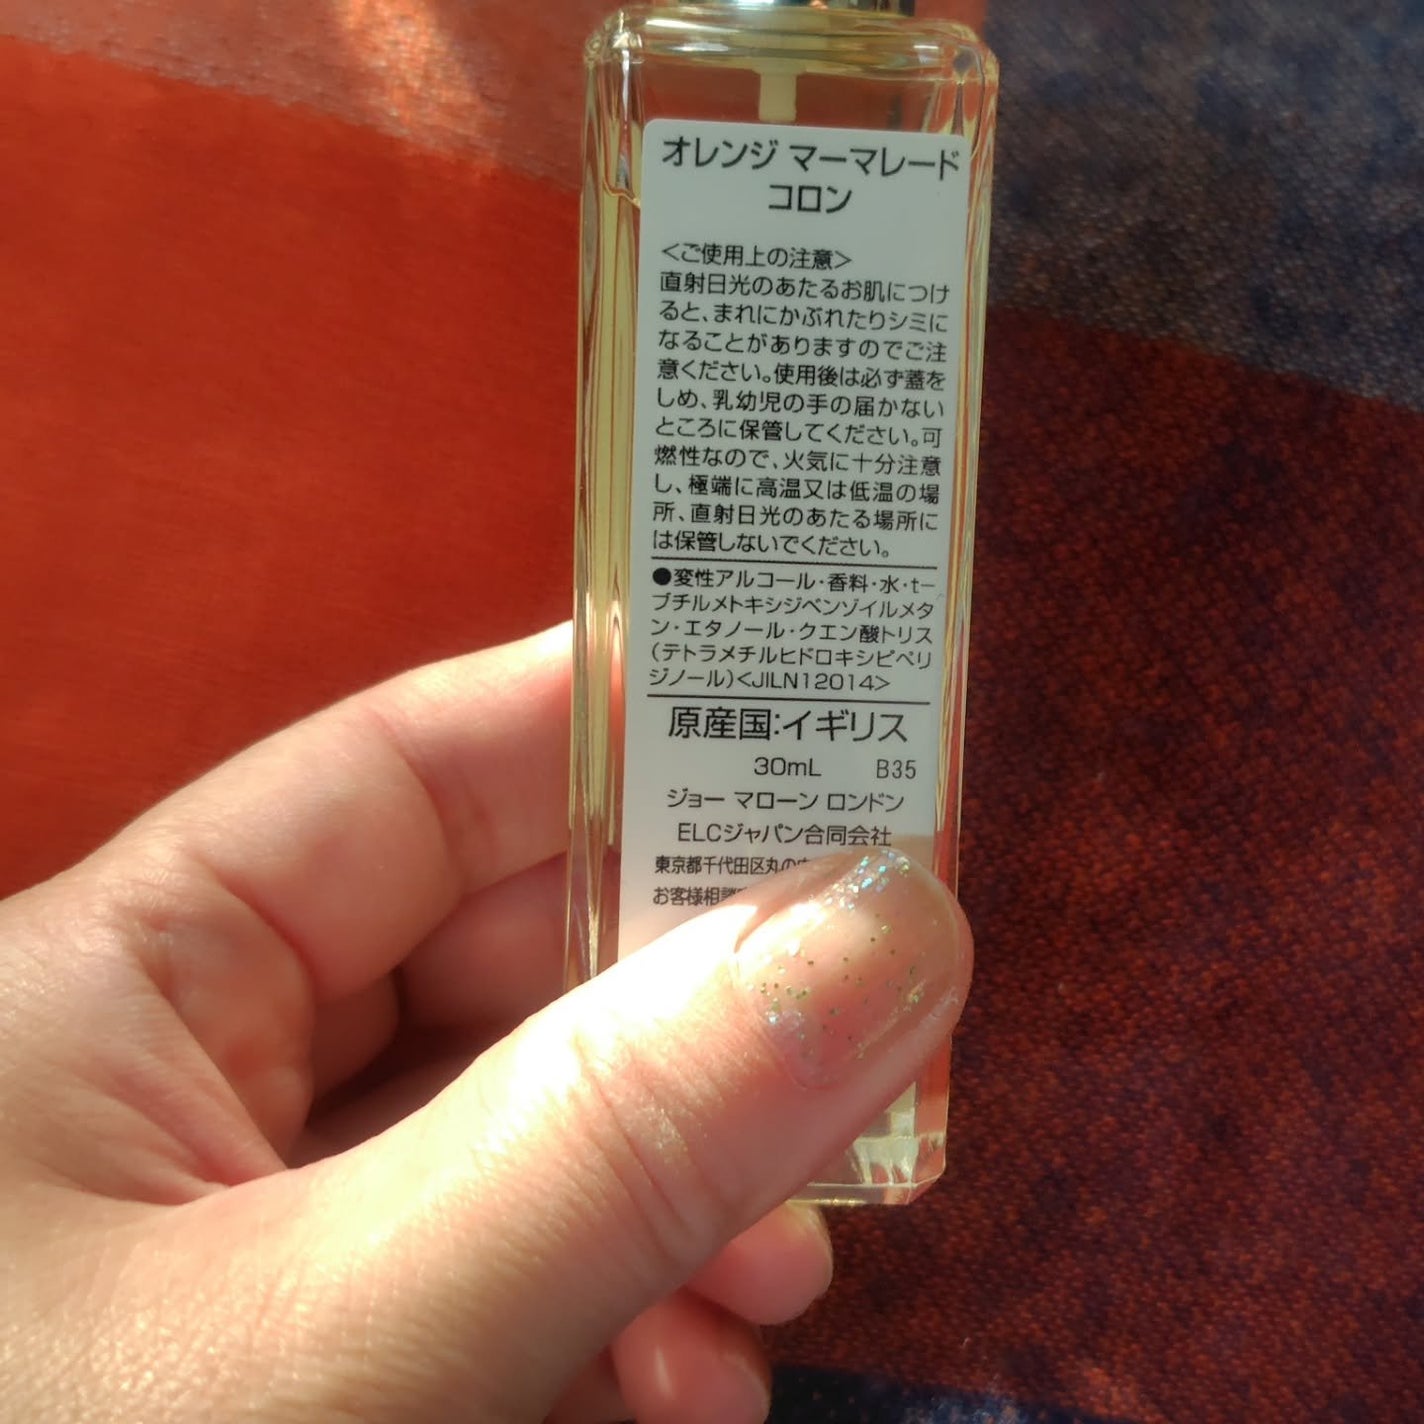 オレンジ マーマレード
コロン
<ご使用上の注意>
直射日光のあたるお肌につけ
ると、まれにかぶれたりシミに
なることがありますのでご注
意ください。使用後は必ず蓋を
しめ、乳幼児の手の届かない
ところに保管してください。可
燃性なので、火気に十分注意
し、極端に高温又は低温の場
所、直射日光のあたる場所に
は保管しないでください。
●変性アルコール・香料・水・t-
ブチルメトキシジベンゾイルメタ
ン・エタノール・クエン酸トリス
(テトラメチルヒドロキシピペリ
ジノール)<JILN12014>
原産国:イギリス
30mL B35
ジョー マローン ロンドン
ELCジャパン合同会社
東京都千代田区丸の
お客様相談